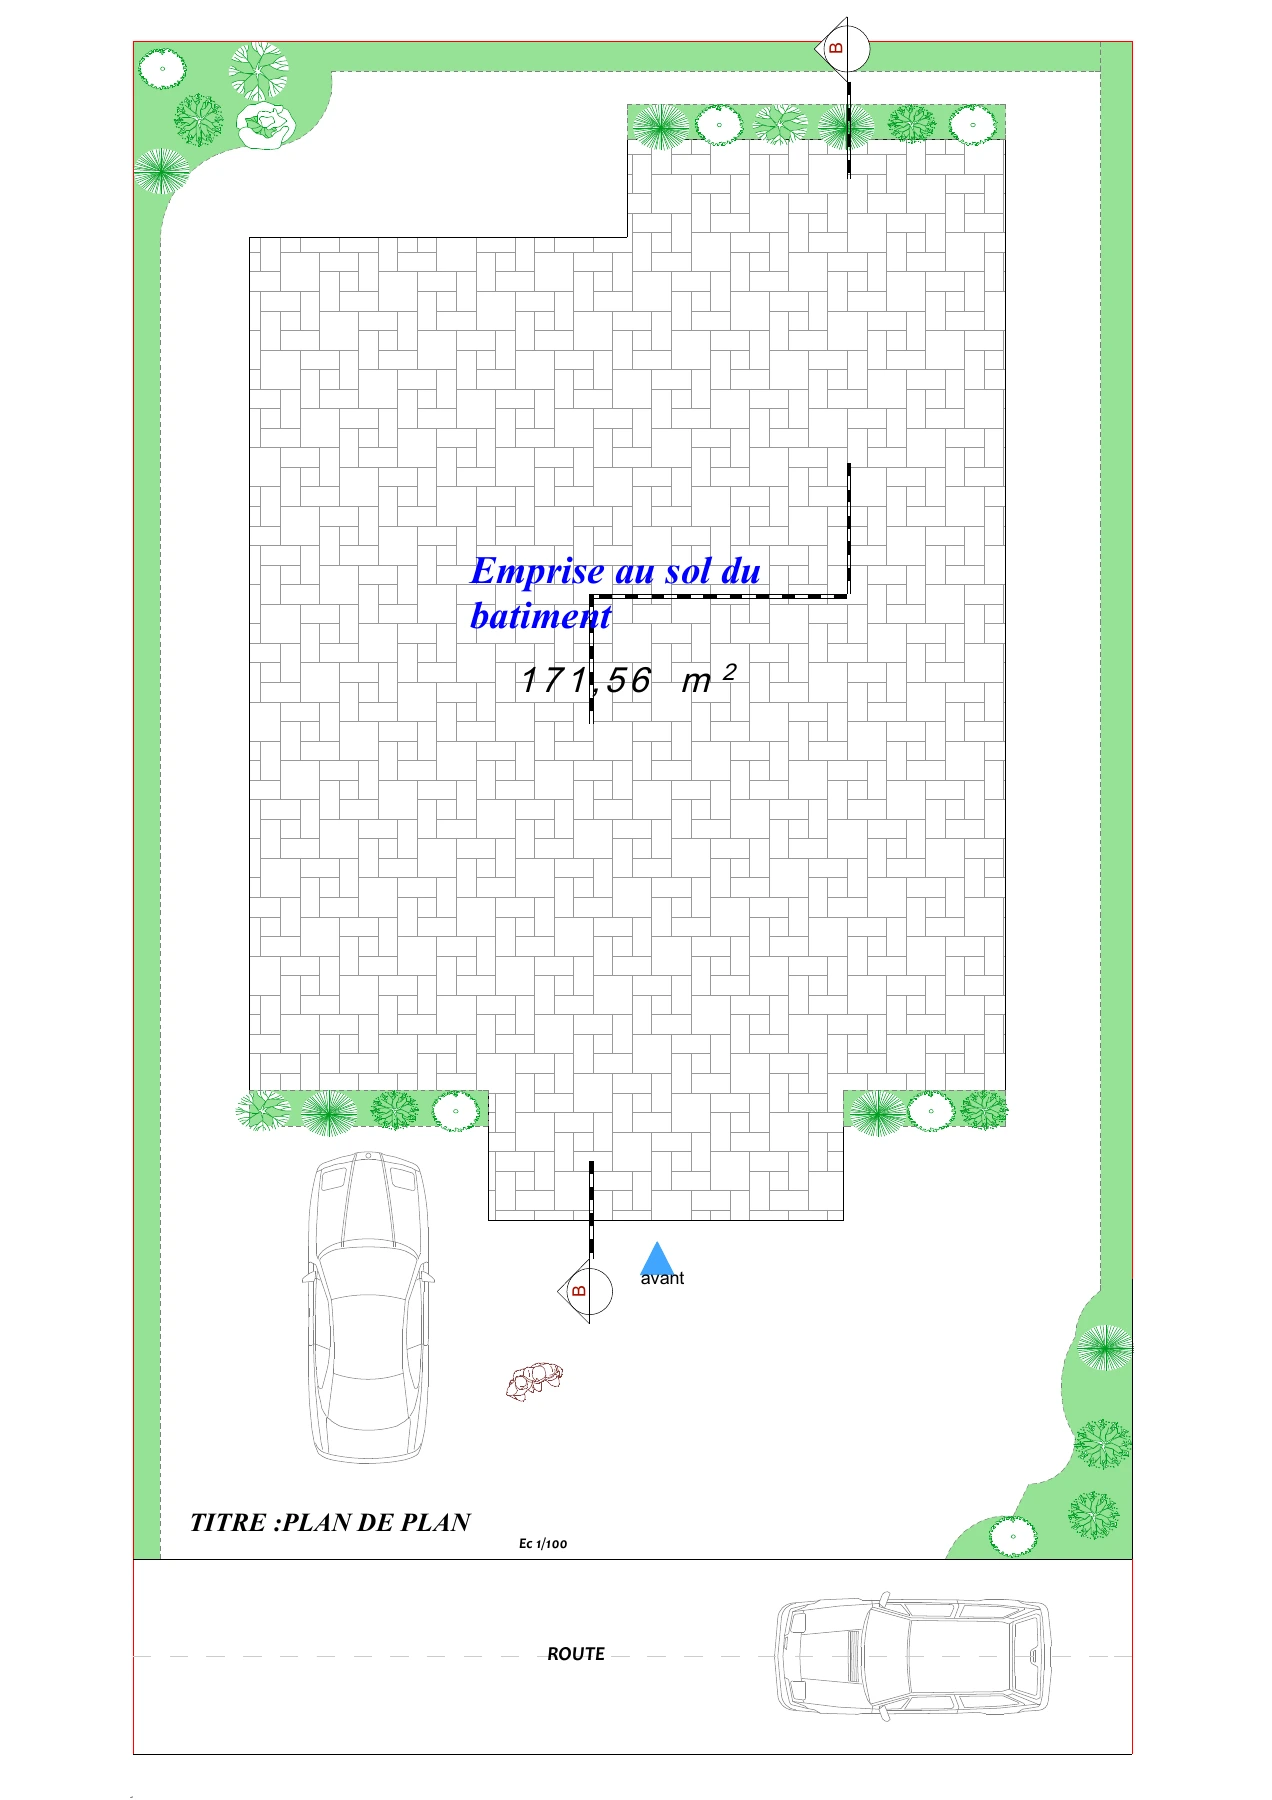 B
Emprise au sol du
batiment
171,56 m²
avant
B
TITRE :PLAN DE PLAN
Ec 1/100
ROUTE